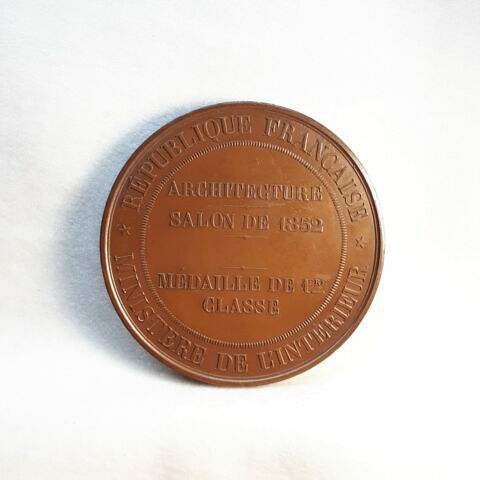 RÉPUBLIQUE FRANÇAISE
ARCHITECTURE
SALON DE 1852
MÉDAILLE DE 1RE
CLASSE
MINISTÈRE DE L'INTÉRIEUR